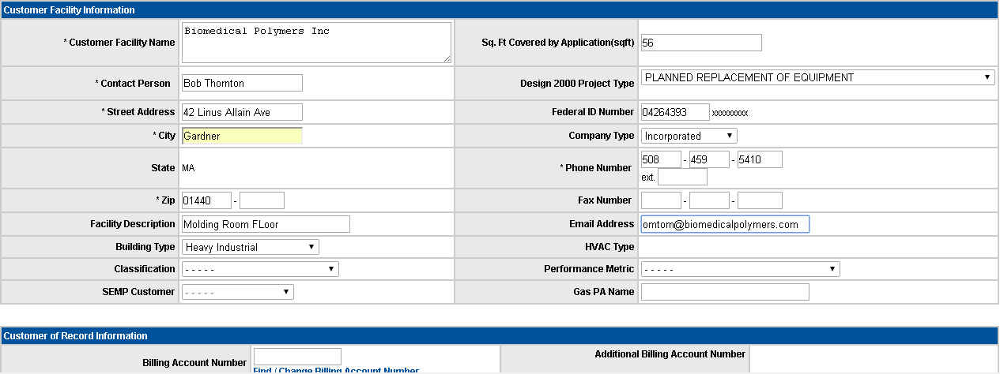 Customer Facility Information
* Customer Facility Name Biomedical Polymers Inc Sq. Ft Covered by Application(sqft) 56
* Contact Person Bob Thornton Design 2000 Project Type PLANNED REPLACEMENT OF EQUIPMENT
* Street Address 42 Linus Allain Ave Federal ID Number 04264393 xxxxxxxxxx
* City Gardner Company Type Incorporated
State MA * Phone Number 508 - 459 - 5410
ext.
* Zip 01440 - Fax Number - -
Facility Description Molding Room FLoor Email Address omtom@biomedicalpolymers.com
Building Type Heavy Industrial HVAC Type
Classification - - - - - Performance Metric - - - - -
SEMP Customer - - - - - Gas PA Name
Customer of Record Information
Billing Account Number Additional Billing Account Number
Find / Change Billing Account Number